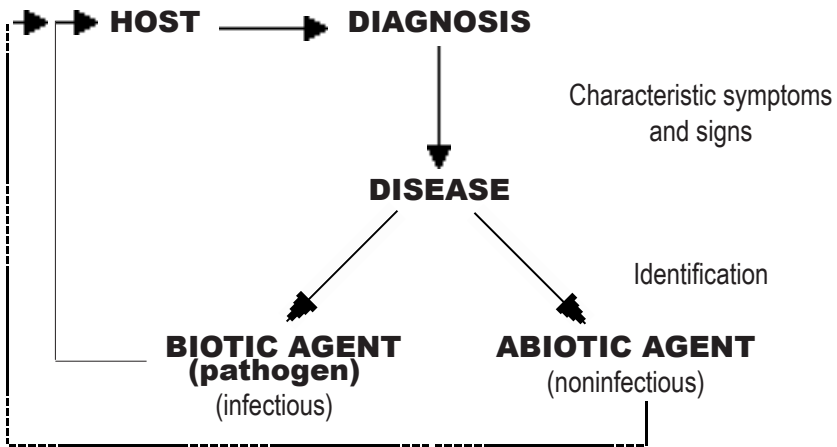 HOST
DIAGNOSIS
Characteristic symptoms
and signs
DISEASE
Identification
BIOTIC AGENT
(pathogen)
(infectious)
ABIOTIC AGENT
(noninfectious)